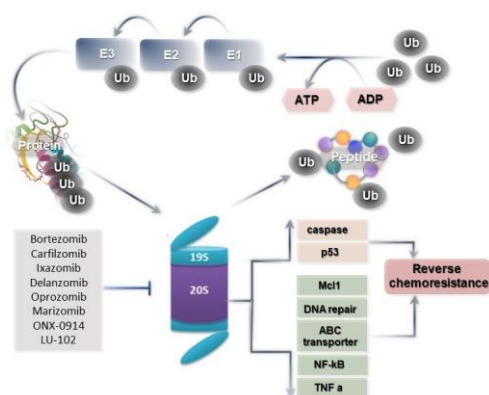 E3
E2
E1
Ub
Ub
Ub
Ub
Ub
Ub
ATP
ADP
Protein
Ub
Ub
Ub
Peptide
Ub
Ub
Ub
Bortezomib
Carfilzomib
Ixazomib
Delanzomib
Oprozomib
Marizomib
ONX-0914
LU-102
19S
20S
caspase
p53
Mcl1
DNA repair
ABC
transporter
NF-kB
TNF a
Reverse
chemoresistance